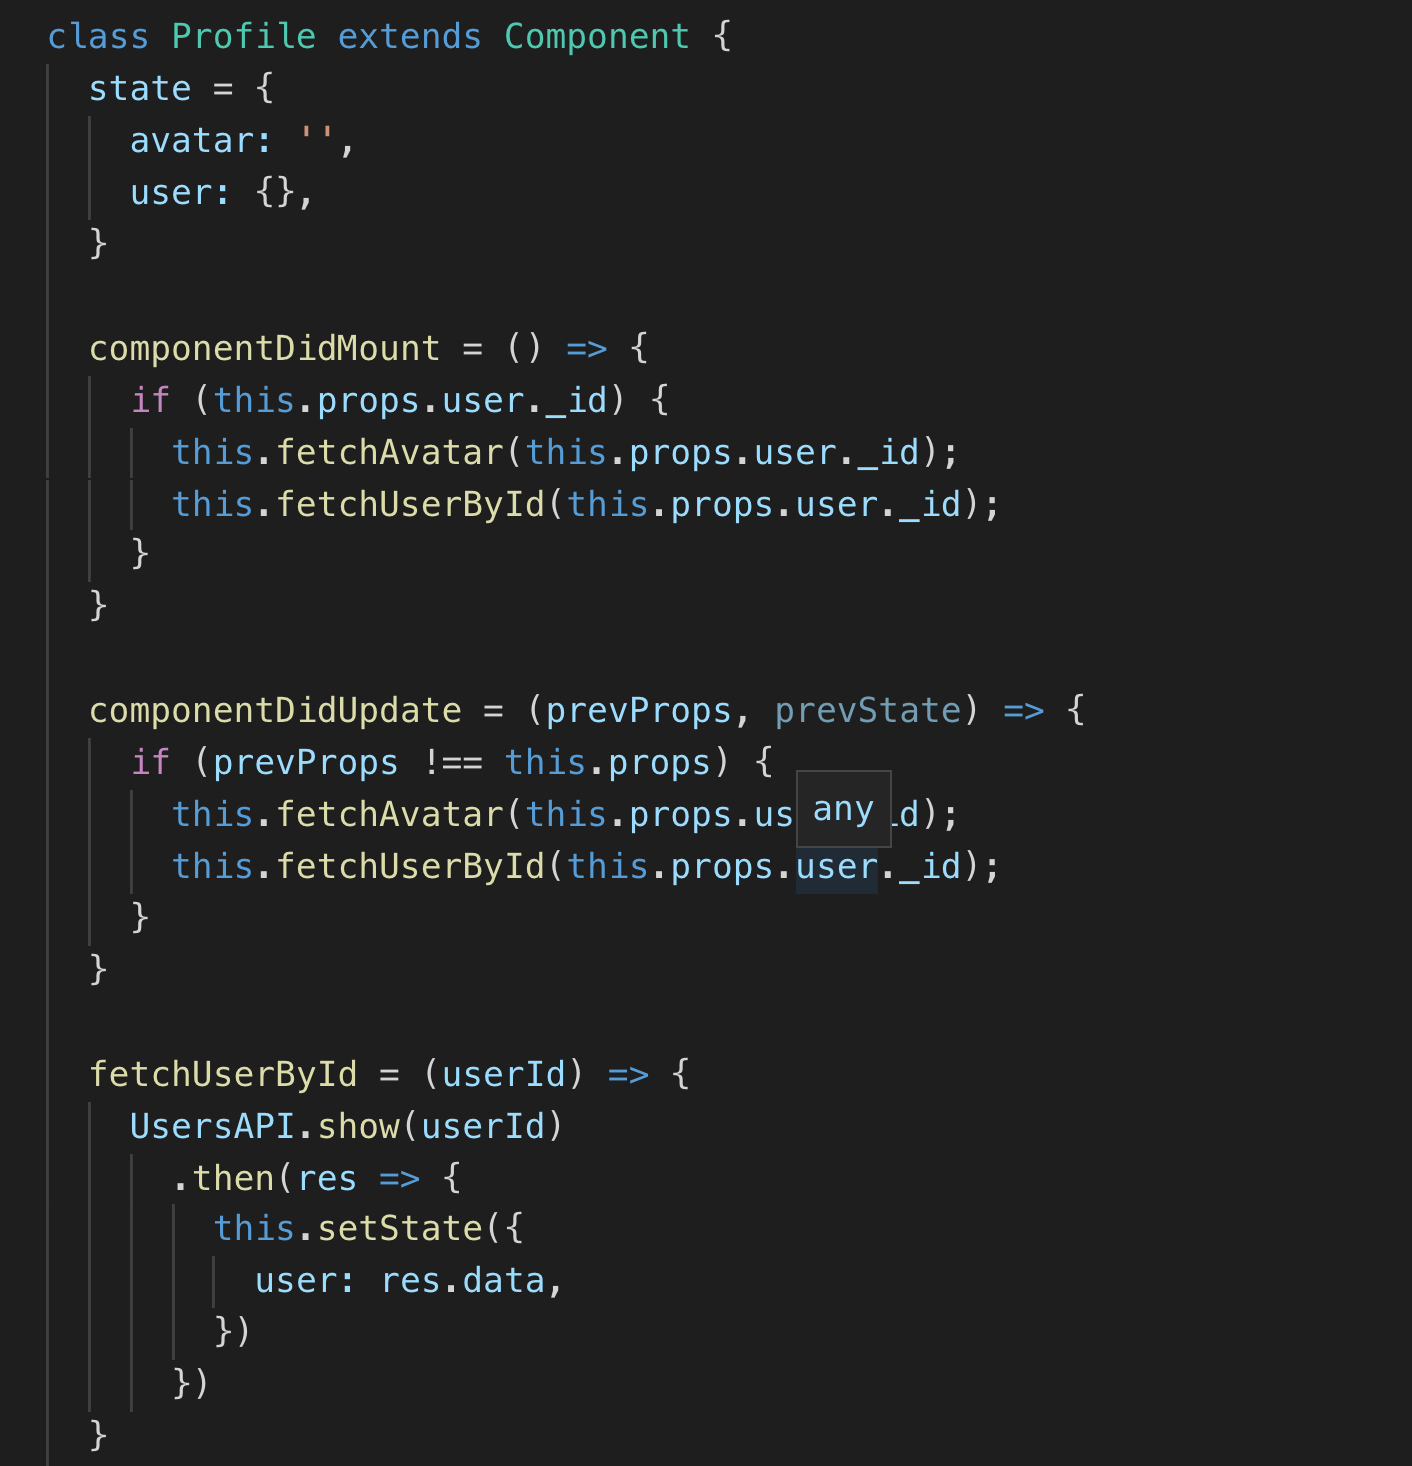 class Profile extends Component {
state = {
avatar: '',
user: {},
}
componentDidMount = () => {
if (this.props.user._id) {
this.fetchAvatar(this.props.user._id);
this.fetchUserById(this.props.user._id);
}
}
componentDidUpdate = (prevProps, prevState) => {
if (prevProps !== this.props) {
this.fetchAvatar(this.props.us any d);
this.fetchUserById(this.props.user._id);
}
}
fetchUserById = (userId) => {
UsersAPI.show(userId)
.then(res => {
this.setState({
user: res.data,
})
})
}